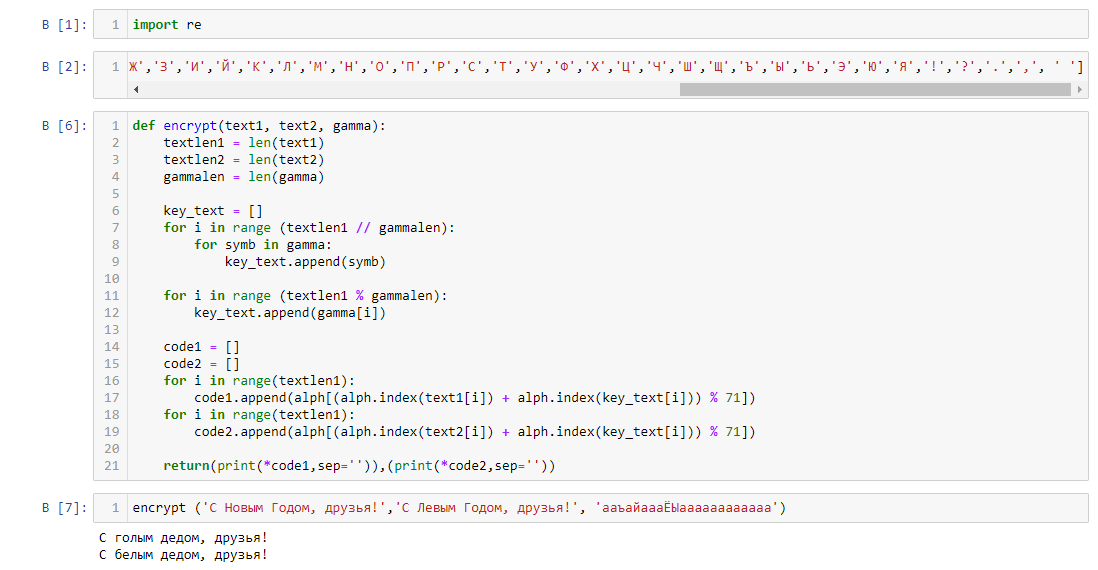 В [1]: 1 import re
В [2]: 1 Ж','З','И','Й','К','Л','М','Н','О','П','Р','С','Т','У','Ф','Х','Ц','Ч','Ш','Щ','Ъ','Ы','Ь','Э','Ю','Я','!','?','.',',', ' ']
В [6]: 1 def encrypt(text1, text2, gamma):
2 textlen1 = len(text1)
3 textlen2 = len(text2)
4 gammalen = len(gamma)
5
6 key_text = []
7 for i in range (textlen1 // gammalen):
8 for symb in gamma:
9 key_text.append(symb)
10
11 for i in range (textlen1 % gammalen):
12 key_text.append(gamma[i])
13
14 code1 = []
15 code2 = []
16 for i in range(textlen1):
17 code1.append(alph[(alph.index(text1[i]) + alph.index(key_text[i])) % 71])
18 for i in range(textlen1):
19 code2.append(alph[(alph.index(text2[i]) + alph.index(key_text[i])) % 71])
20
21 return(print(*code1,sep='')),(print(*code2,sep=''))
В [7]: 1 encrypt ('С Новым Годом, друзья!','С Левым Годом, друзья!', 'ааъайаааЁЫаааааааааааа')
С голым дедом, друзья!
С белым дедом, друзья!